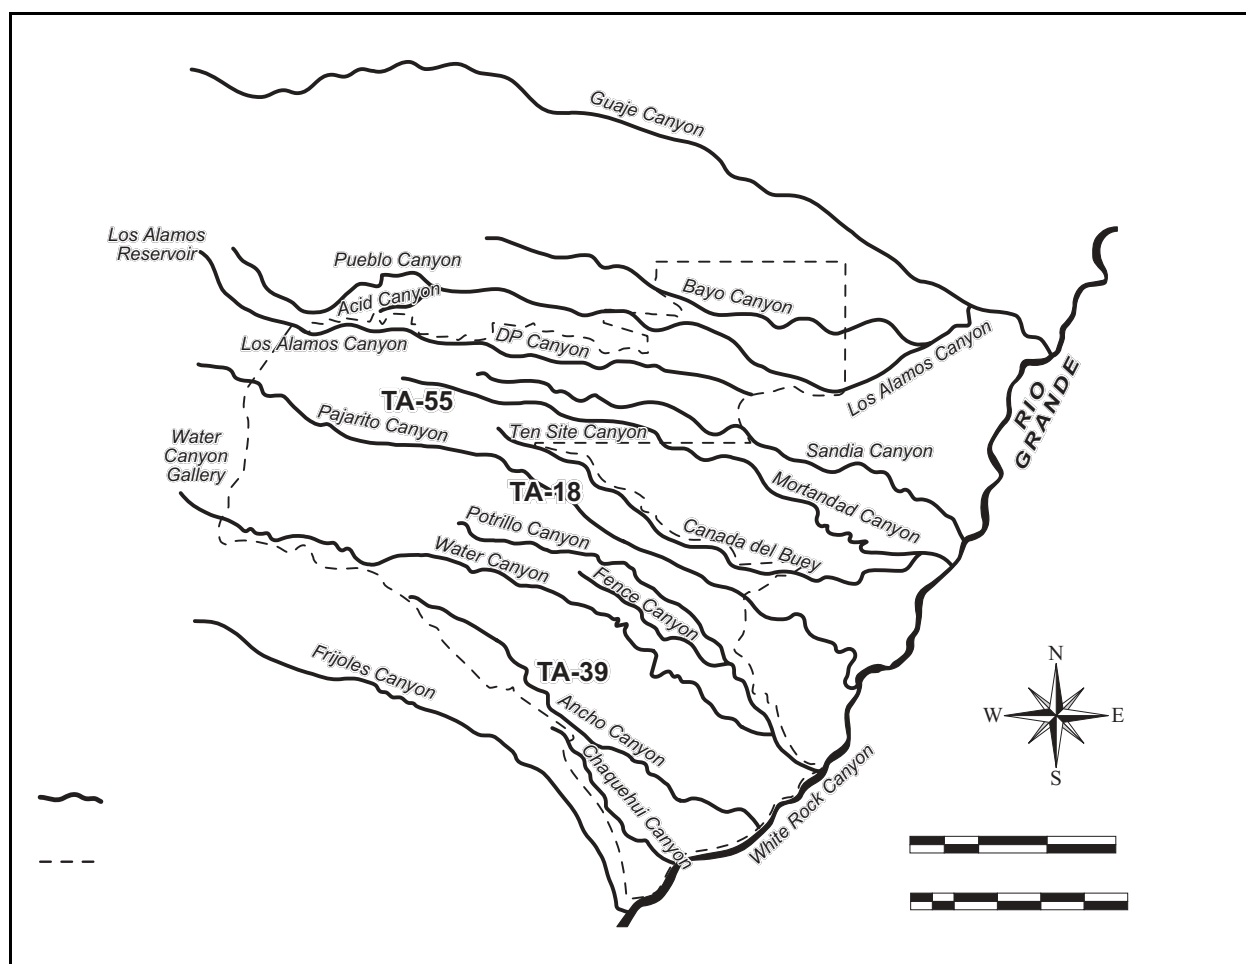 Guaje Canyon
Los Alamos
Reservoir
Pueblo Canyon
Acid Canyon
Bayo Canyon
Los Alamos Canyon
DP Canyon
Los Alamos Canyon
RIO
GRANDE
TA-55
Pajarito Canyon
Ten Site Canyon
Sandia Canyon
Water
Canyon
Gallery
TA-18
Mortandad Canyon
Potrillo Canyon
Canada del Buey
Water Canyon
Fence Canyon
Frijoles Canyon
TA-39
Ancho Canyon
Chaquehui Canyon
White Rock Canyon
N
W
E
S